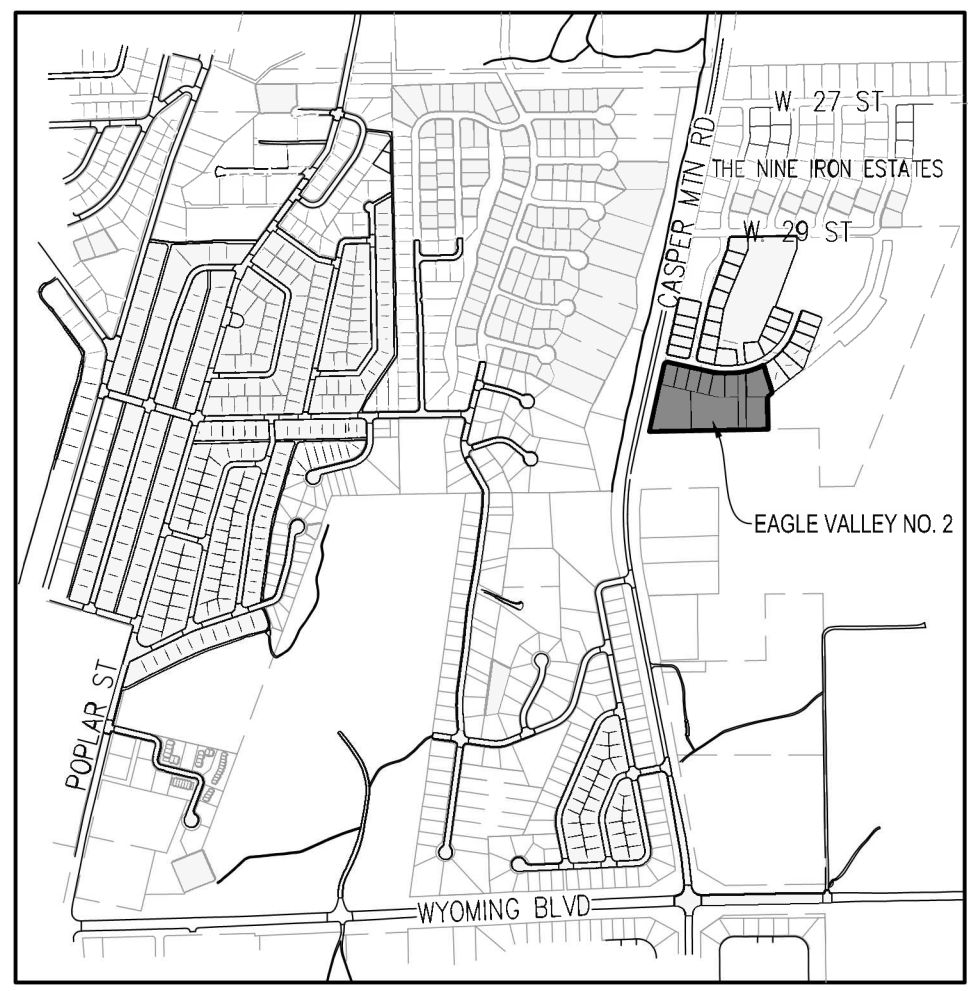 W. 27 ST
CASPER MTN RD
THE NINE IRON ESTATES
W. 29 ST
EAGLE VALLEY NO. 2
POPLAR ST
WYOMING BLVD